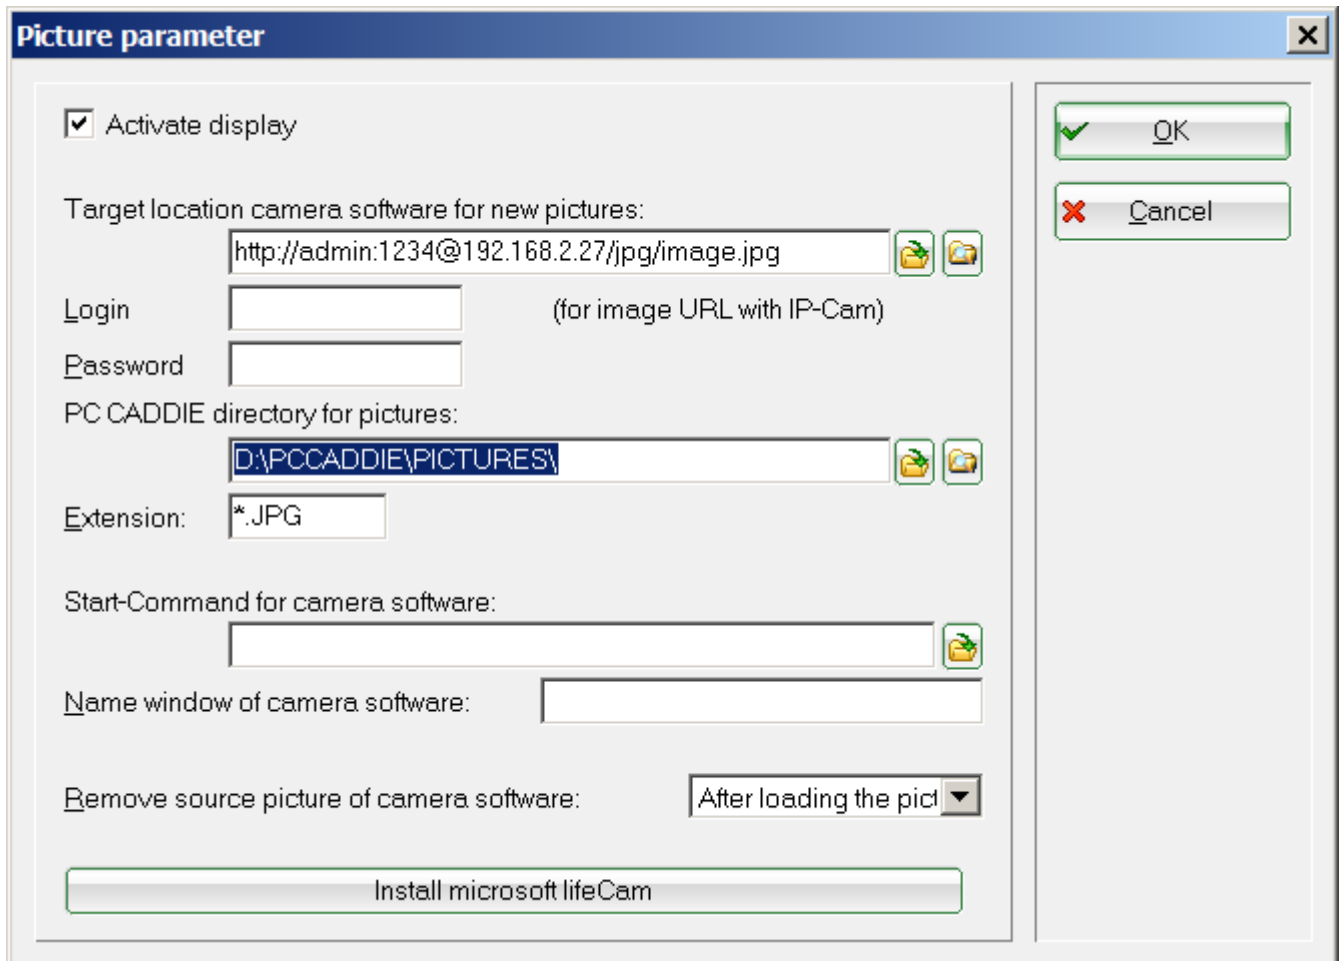 Picture parameter
Activate display
OK
Cancel
Target location camera software for new pictures:
http://admin:1234@192.168.2.27/jpg/image.jpg
Login
(for image URL with IP-Cam)
Password
PC CADDIE directory for pictures:
D:\PCCADDIE\PICTURES\
Extension:
*.JPG
Start-Command for camera software:
Name window of camera software:
Remove source picture of camera software:
After loading the pict
Install microsoft lifeCam